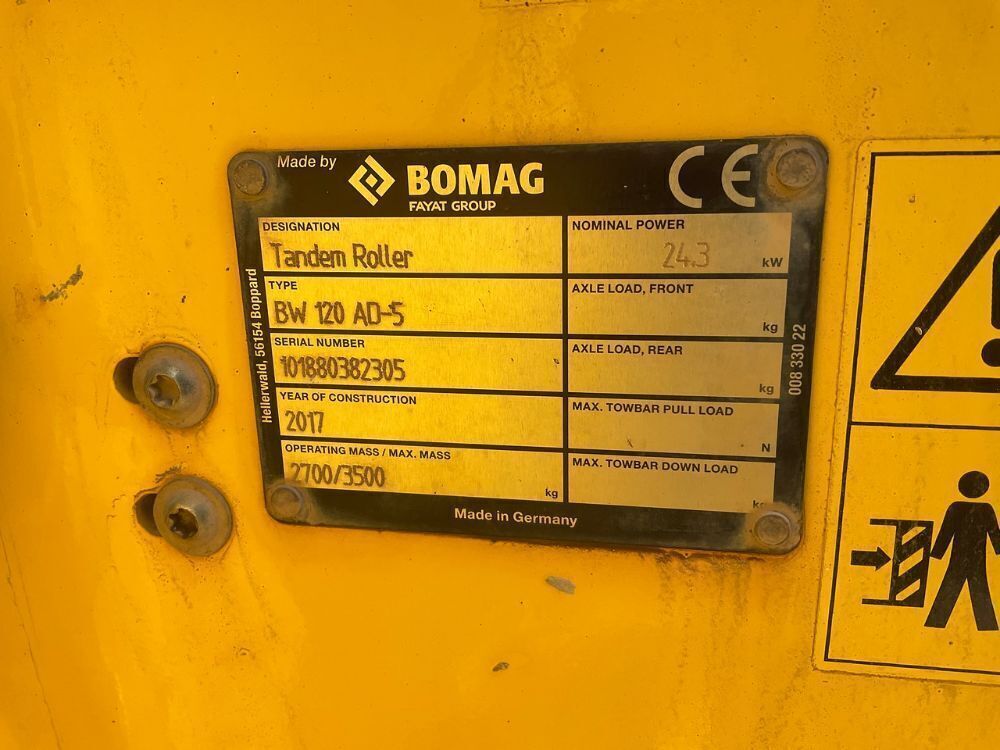 Made by
BOMAG
FAYAT GROUP
CE
DESIGNATION
Tandem Roller
NOMINAL POWER
24.3 kW
TYPE
BW 120 AD-5
AXLE LOAD, FRONT
kg
SERIAL NUMBER
101880382305
AXLE LOAD, REAR
kg
YEAR OF CONSTRUCTION
2017
MAX. TOWBAR PULL LOAD
N
OPERATING MASS / MAX. MASS
2700/3500 kg
MAX. TOWBAR DOWN LOAD
kg
Made in Germany
Hellerwald, 56154 Boppard
008 330 22